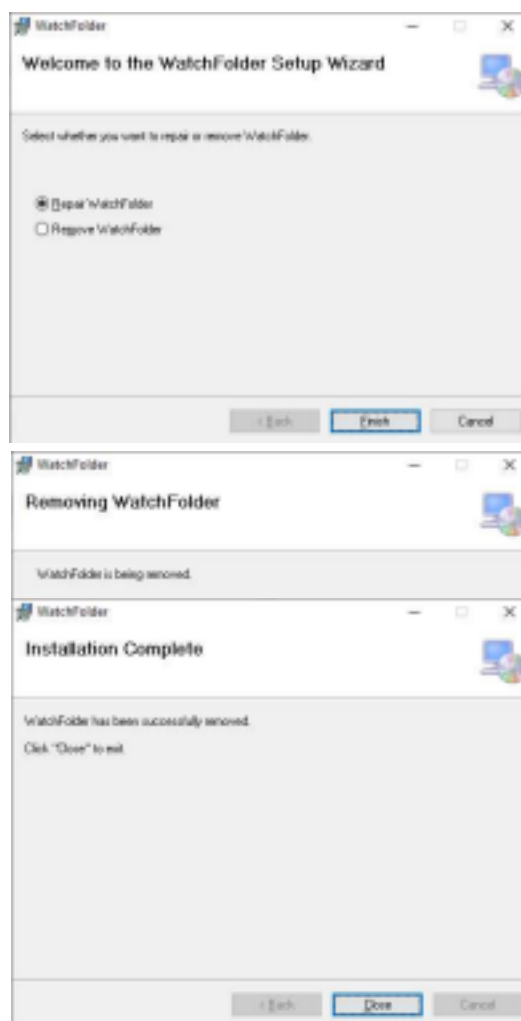 WatchFolder
Welcome to the WatchFolder Setup Wizard
Select whether you want to repair or remove WatchFolder.
Repair WatchFolder
Remove WatchFolder
< Back Finish Cancel
WatchFolder
Removing WatchFolder
WatchFolder is being removed.
WatchFolder
Installation Complete
WatchFolder has been successfully removed.
Click "Close" to exit.
< Back Close Cancel